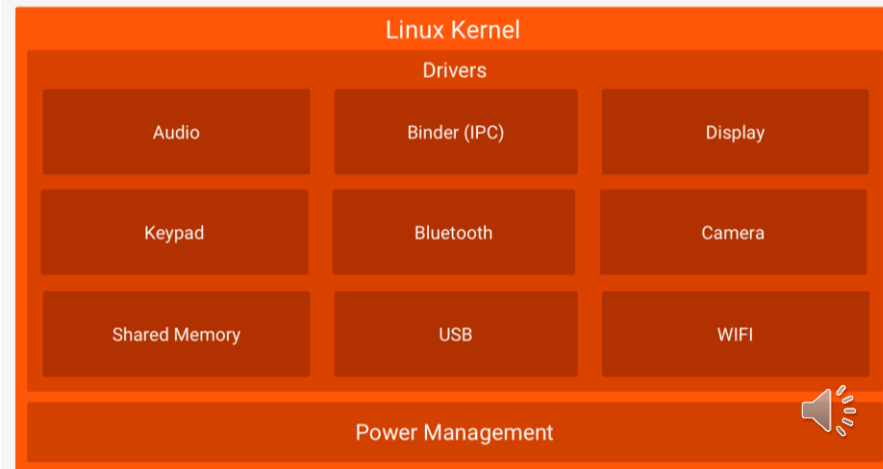 Linux Kernel
Drivers
Audio
Binder (IPC)
Display
Keypad
Bluetooth
Camera
Shared Memory
USB
WIFI
Power Management